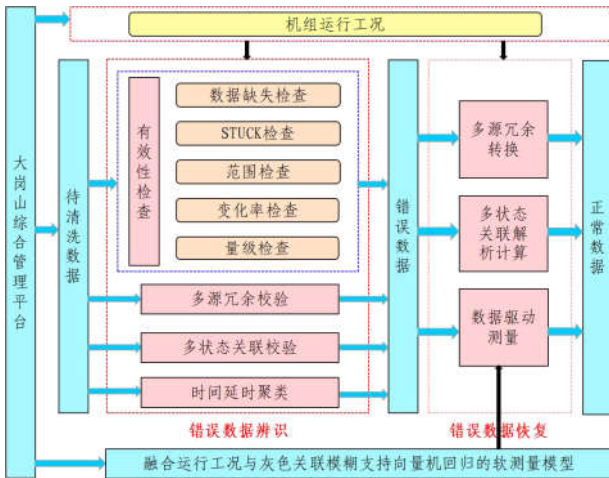 机组运行工况
大岗山综合管理平台
待清洗数据
有效性检查
数据缺失检查
STUCK检查
范围检查
变化率检查
量级检查
多源冗余校验
多状态关联校验
时间延时聚类
错误数据辨识
错误数据
多源冗余
转换
多状态
关联解
析计算
数据驱动
测量
错误数据恢复
正常数据
融合运行工况与灰色关联模糊支持向量机回归的软测量模型